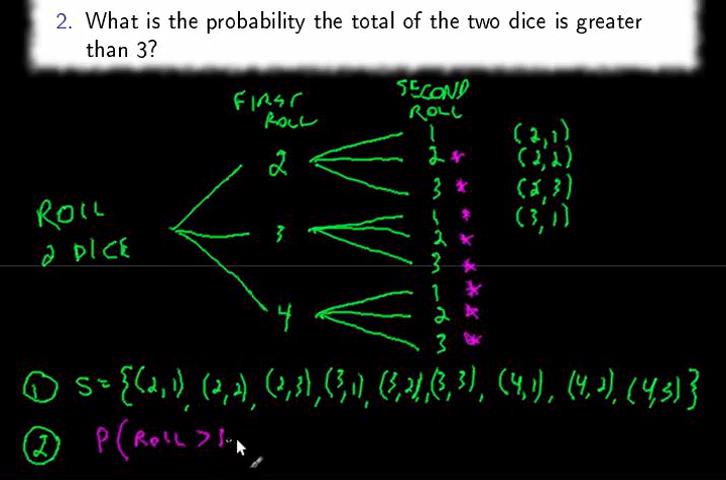 2. What is the probability the total of the two dice is greater
than 3?
FIRST
ROLL
SECOND
ROLL
ROLL
2 DICE
2
3
4
1
2 *
3 *
1 *
2 *
3 *
1 *
2 *
3 *
(2,1)
(2,2)
(2,3)
(3,1)
① S = {(2,1), (2,2), (2,3), (3,1), (3,2), (3,3), (4,1), (4,2), (4,3)}
② P(ROLL >